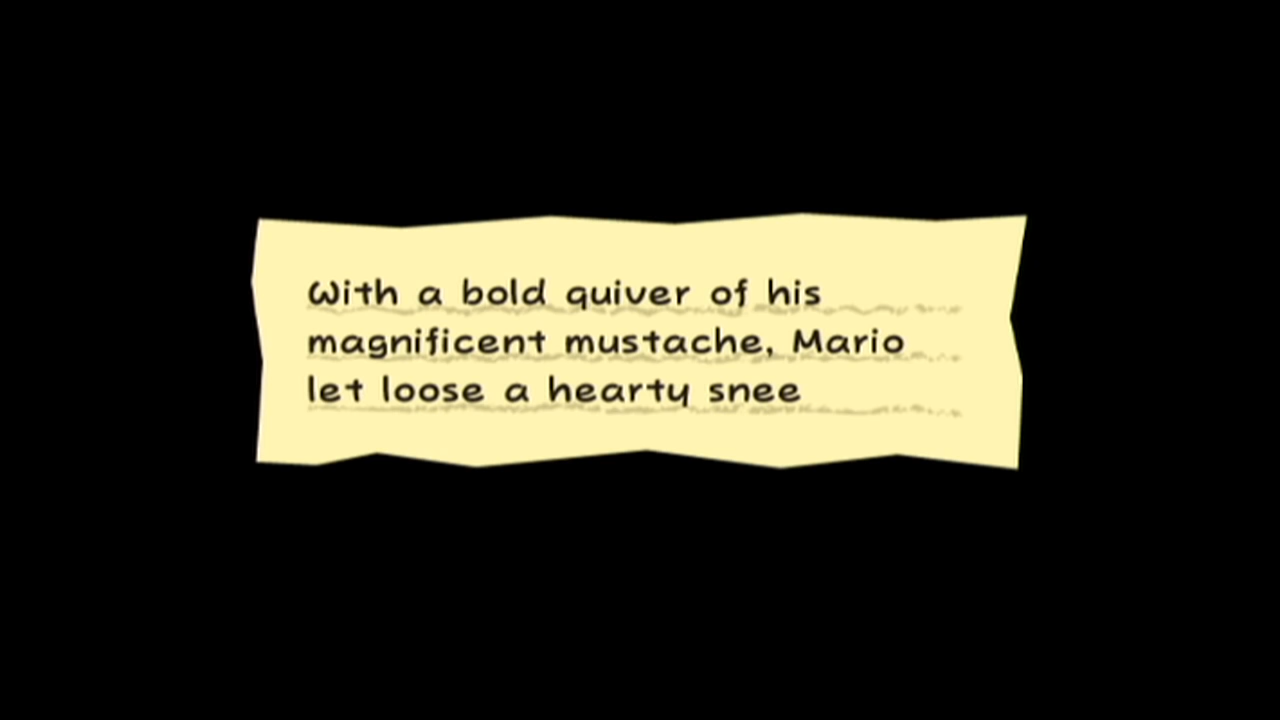 With a bold quiver of his
magnificent mustache, Mario
let loose a hearty snee